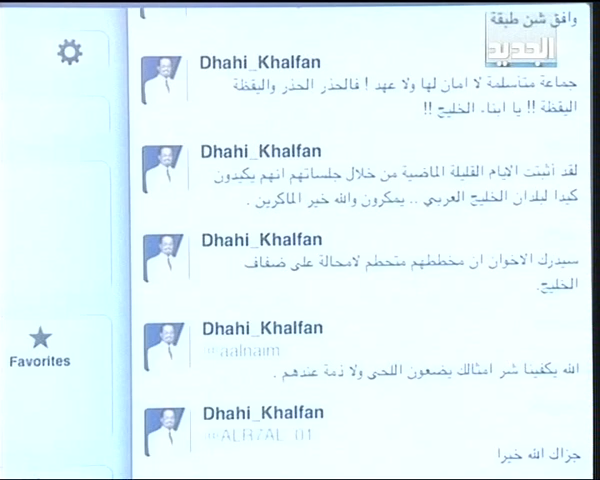 وافق شن طبقة
الجديد
Dhahi_Khalfan
جماعة متأسلمة لا امان لها ولا عهد ! فالحذر الحذر واليقظة
اليقظة !! يا ابناء الخليج !!
Dhahi_Khalfan
لقد أثبتت الايام القليلة الماضية من خلال جلساتهم انهم يكيدون
كيدا لبلدان الخليج العربي .. يمكرون والله خير الماكرين .
Dhahi_Khalfan
سيدرك الاخوان ان مخططهم متحطم لامحالة على ضفاف
الخليج.
Favorites
Dhahi_Khalfan
@aalnaim
الله يكفينا شر امثالك يضعون اللحى ولا ذمة عندهم .
Dhahi_Khalfan
@ALR7AL_01
جزاك الله خيرا